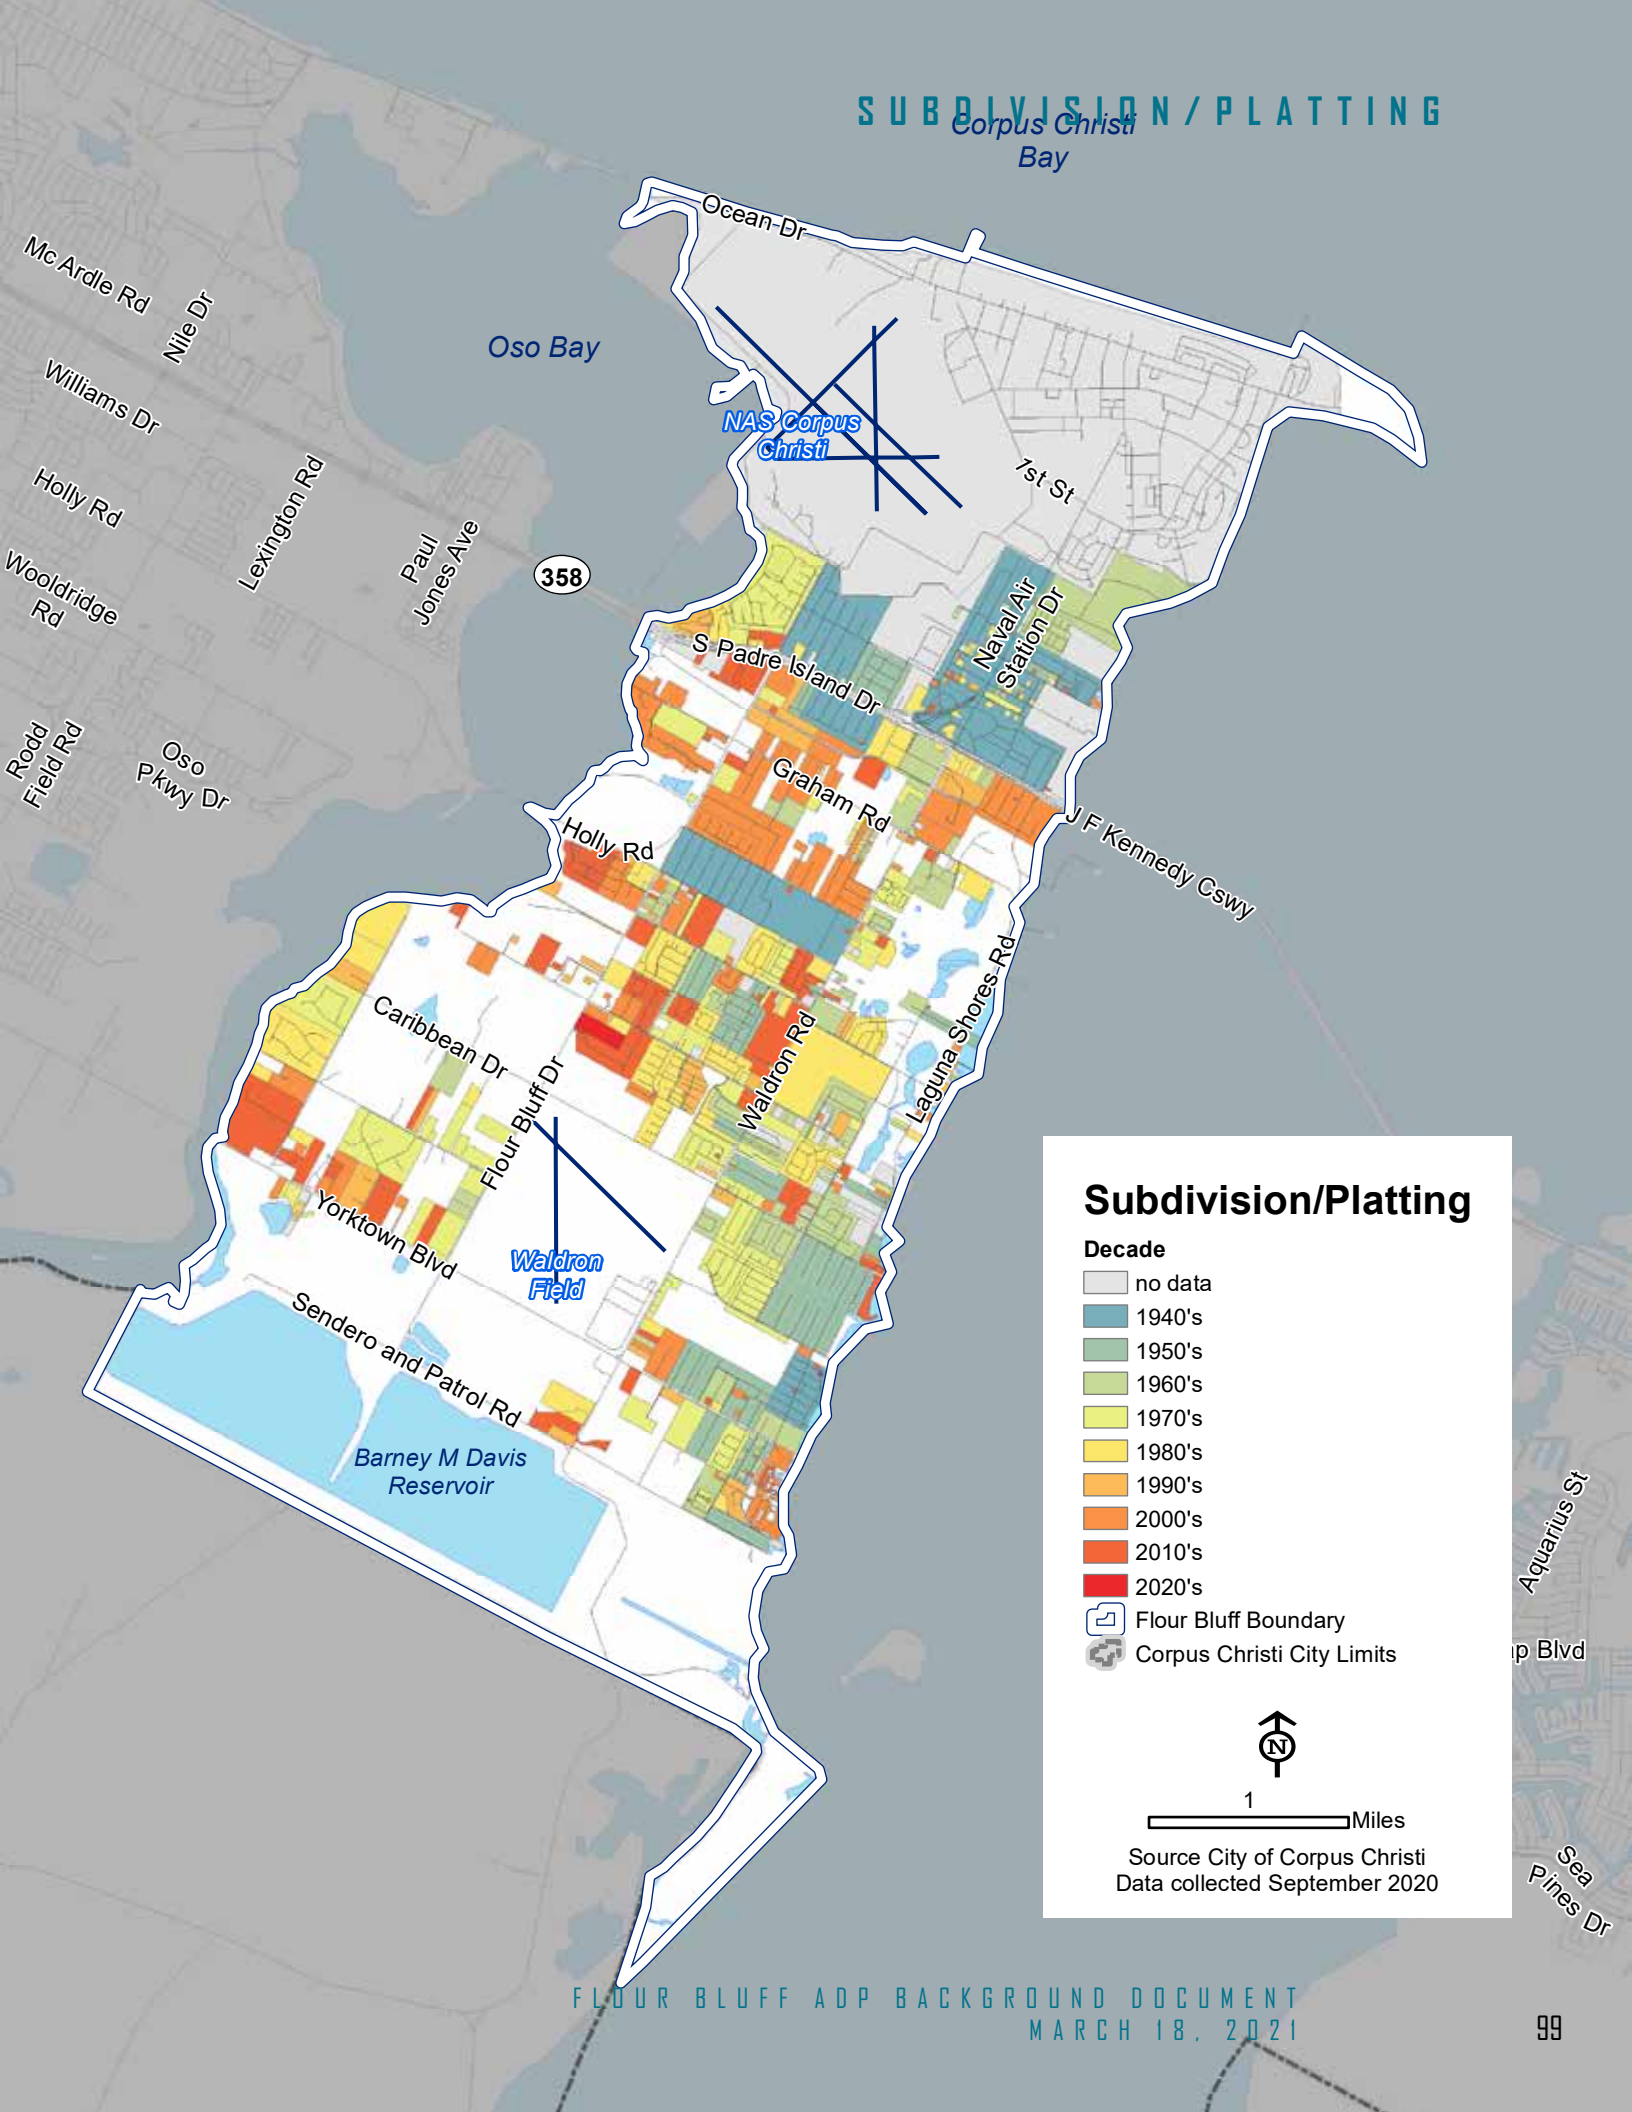 SUBDIVISION/PLATTING
Corpus Christi
Bay
Ocean Dr
Mc Ardle Rd
Nile Dr
Oso Bay
Williams Dr
NAS Corpus
Christi
1st St
Holly Rd
Lexington Rd
Paul
Jones Ave
358
Wooldridge
Rd
Naval Air
Station Dr
S Padre Island Dr
Rodd
Field Rd
Oso
Pkwy Dr
Graham Rd
Holly Rd
J F Kennedy Cswy
Laguna Shores Rd
Caribbean Dr
Waldron Rd
Flour Bluff Dr
Yorktown Blvd
Waldron
Field
Sendero and Patrol Rd
Barney M Davis
Reservoir
Subdivision/Platting
Decade
no data
1940's
1950's
1960's
1970's
1980's
1990's
2000's
2010's
2020's
Flour Bluff Boundary
Corpus Christi City Limits
N
1
Miles
Source City of Corpus Christi
Data collected September 2020
Aquarius St
p Blvd
Sea
Pines Dr
FLOUR BLUFF ADP BACKGROUND DOCUMENT
MARCH 18, 2021
99